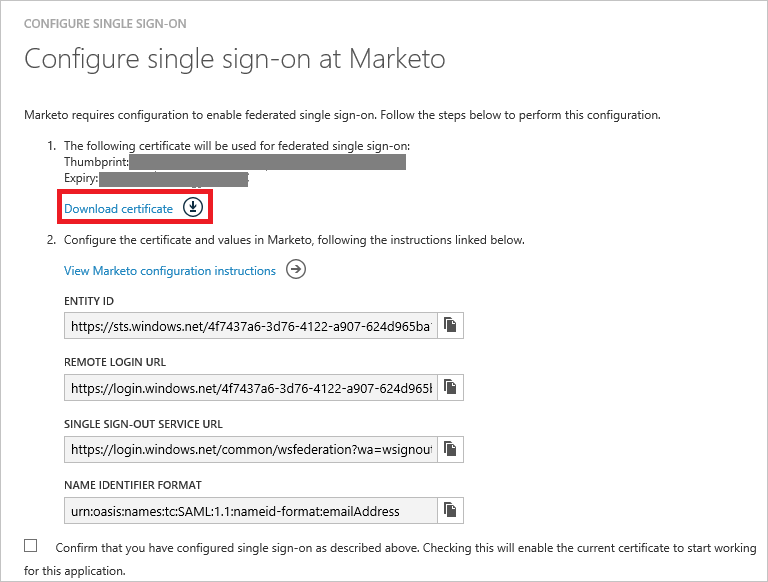 CONFIGURE SINGLE SIGN-ON
Configure single sign-on at Marketo
Marketo requires configuration to enable federated single sign-on. Follow the steps below to perform this configuration.
1. The following certificate will be used for federated single sign-on:
Thumbprint:
Expiry:
Download certificate
2. Configure the certificate and values in Marketo, following the instructions linked below.
View Marketo configuration instructions
ENTITY ID
https://sts.windows.net/4f7437a6-3d76-4122-a907-624d965ba
REMOTE LOGIN URL
https://login.windows.net/4f7437a6-3d76-4122-a907-624d965b
SINGLE SIGN-OUT SERVICE URL
https://login.windows.net/common/wsfederation?wa=wsignout
NAME IDENTIFIER FORMAT
urn:oasis:names:tc:SAML:1.1:nameid-format:emailAddress
Confirm that you have configured single sign-on as described above. Checking this will enable the current certificate to start working
for this application.